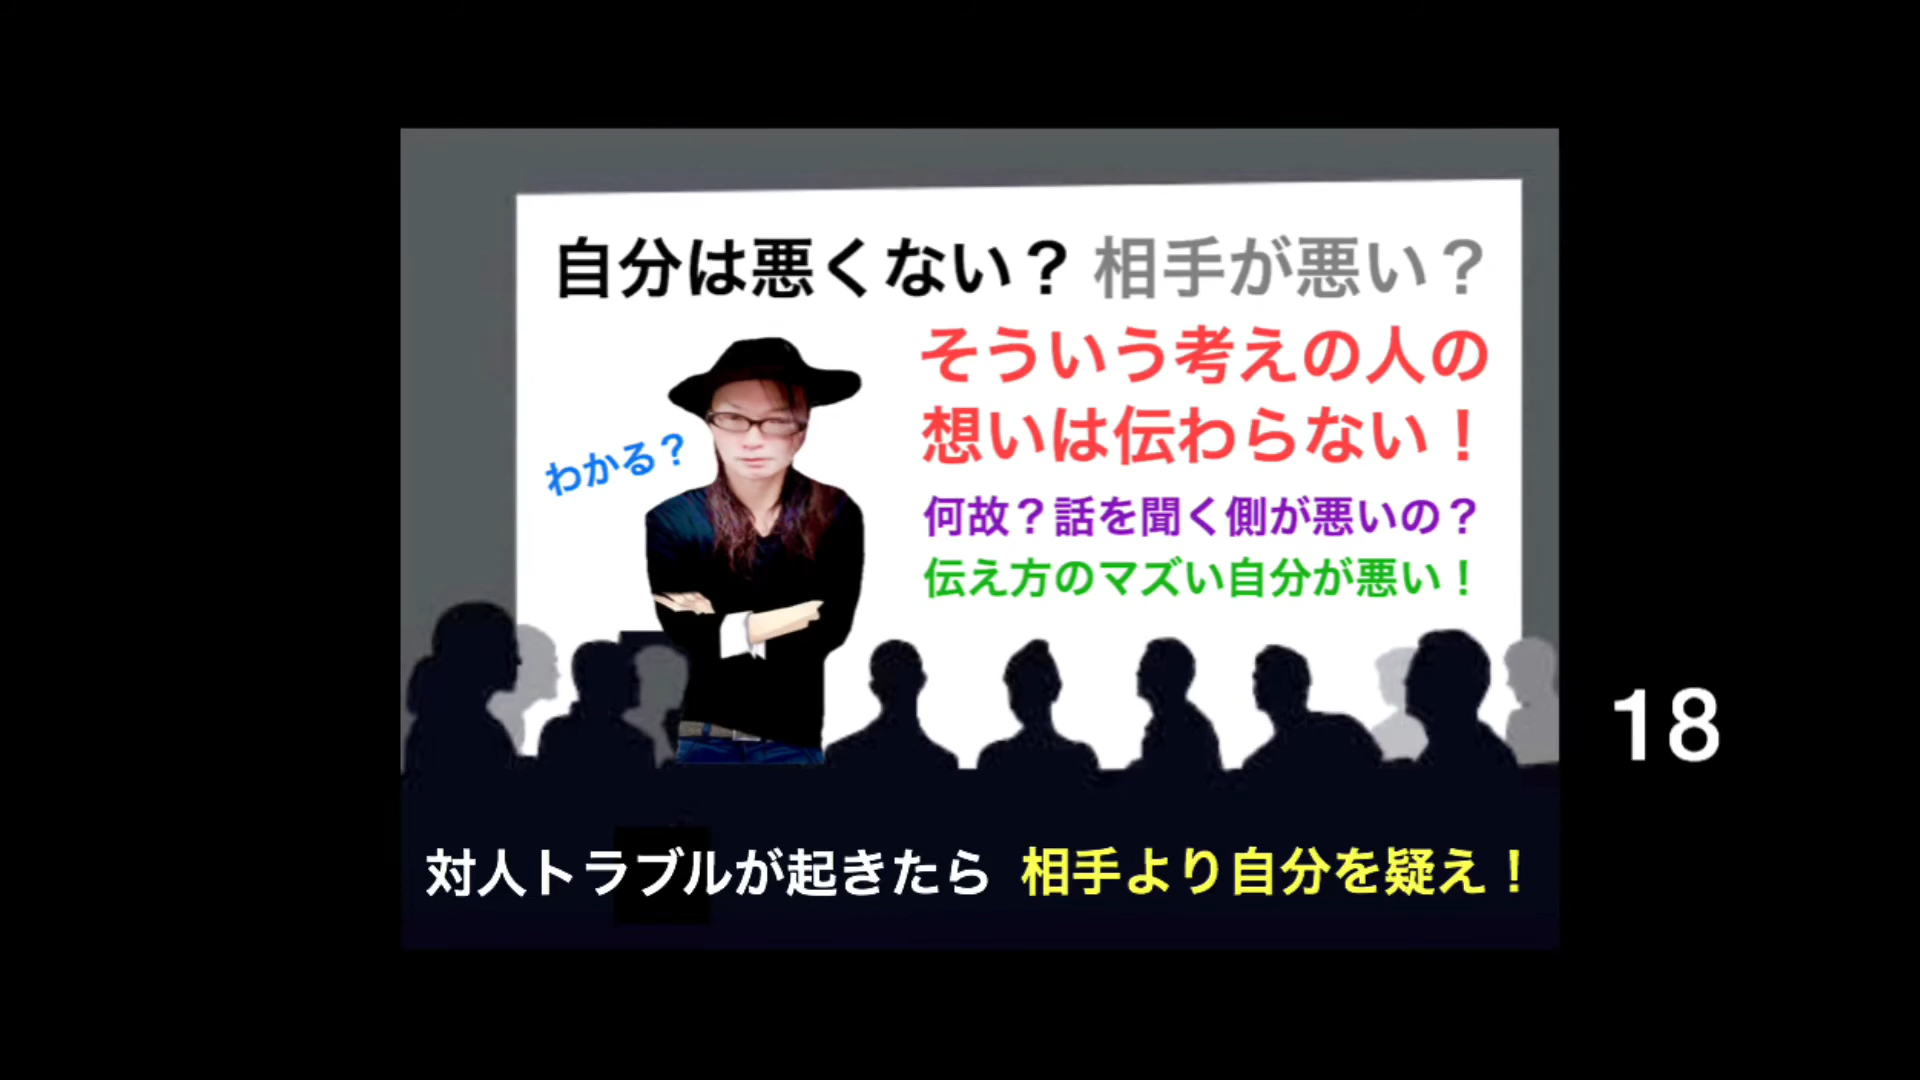 自分は悪くない？ 相手が悪い？
そういう考えの人の
想いは伝わらない！
わかる？
何故？話を聞く側が悪いの？
伝え方のマズい自分が悪い！
18
対人トラブルが起きたら 相手より自分を疑え！